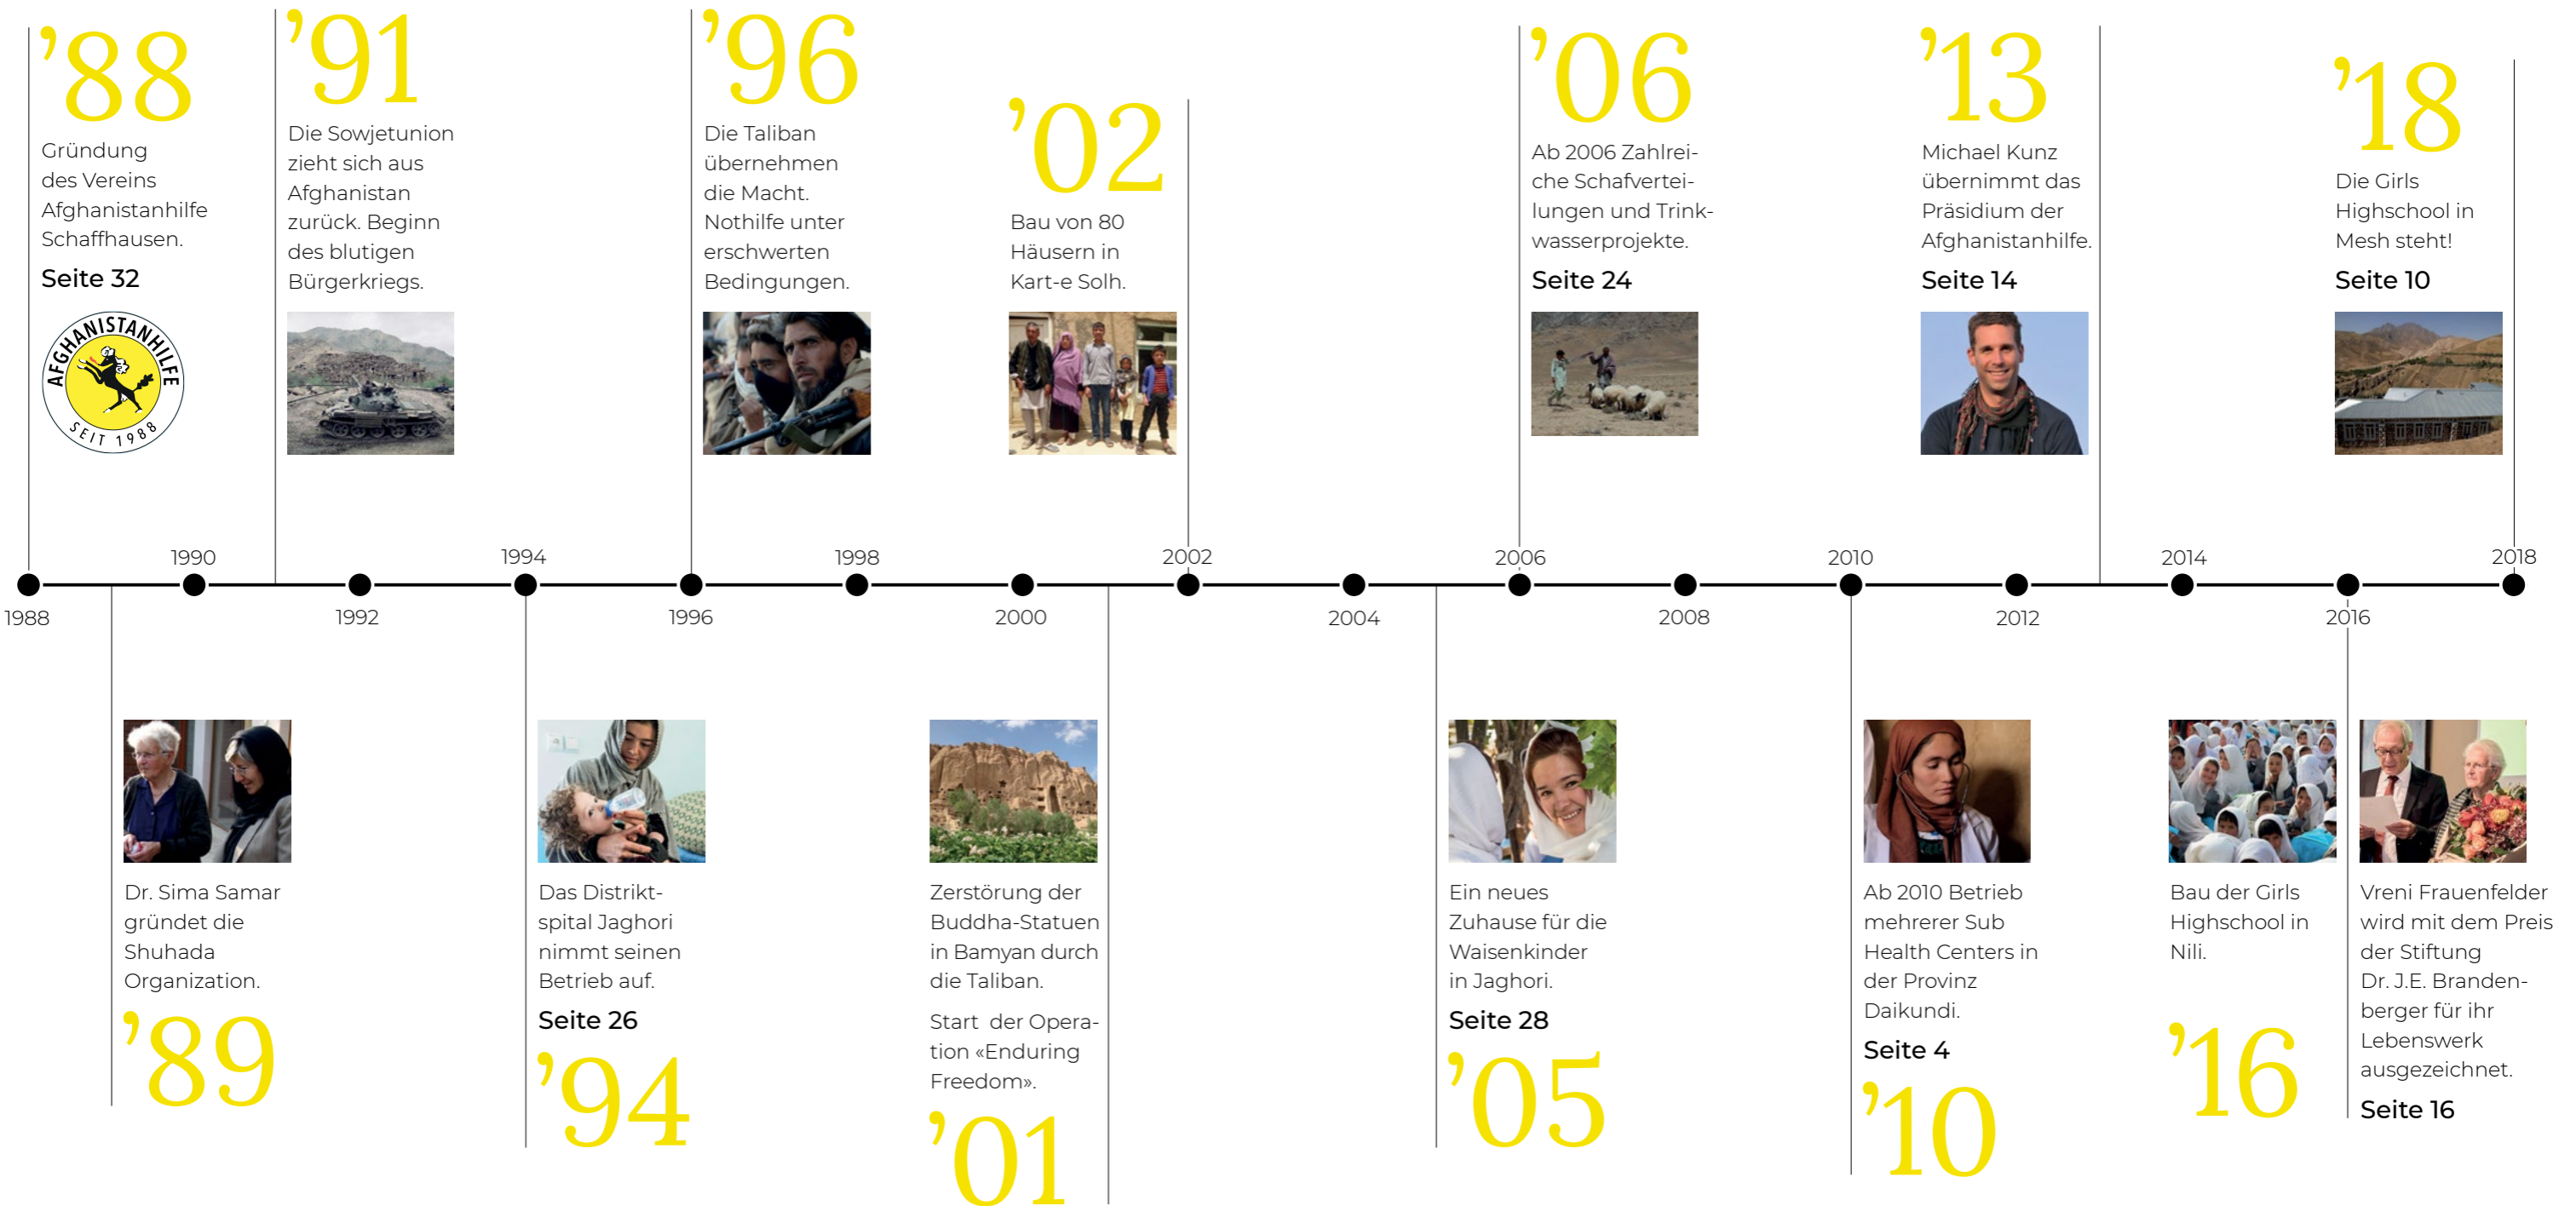 ’88
Gründung
des Vereins
Afghanistanhilfe
Schaffhausen.
Seite 32
AFGHANISTANHILFE
SEIT 1988
’91
Die Sowjetunion
zieht sich aus
Afghanistan
zurück. Beginn
des blutigen
Bürgerkriegs.
’96
Die Taliban
übernehmen
die Macht.
Nothilfe unter
erschwerten
Bedingungen.
’02
Bau von 80
Häusern in
Kart-e Solh.
’06
Ab 2006 Zahlrei-
che Schafvertei-
lungen und Trink-
wasserprojekte.
Seite 24
’13
Michael Kunz
übernimmt das
Präsidium der
Afghanistanhilfe.
Seite 14
’18
Die Girls
Highschool in
Mesh steht!
Seite 10
1990
1994
1998
2002
2006
2010
2014
2018
1988
1992
1996
2000
2004
2008
2012
2016
Dr. Sima Samar
gründet die
Shuhada
Organization.
’89
Das Distrikt-
spital Jaghori
nimmt seinen
Betrieb auf.
Seite 26
’94
Zerstörung der
Buddha-Statuen
in Bamyan durch
die Taliban.
Start der Opera-
tion «Enduring
Freedom».
’01
Ein neues
Zuhause für die
Waisenkinder
in Jaghori.
Seite 28
’05
Ab 2010 Betrieb
mehrerer Sub
Health Centers in
der Provinz
Daikundi.
Seite 4
’10
Bau der Girls
Highschool in
Nili.
’16
Vreni Frauenfelder
wird mit dem Preis
der Stiftung
Dr. J.E. Branden-
berger für ihr
Lebenswerk
ausgezeichnet.
Seite 16